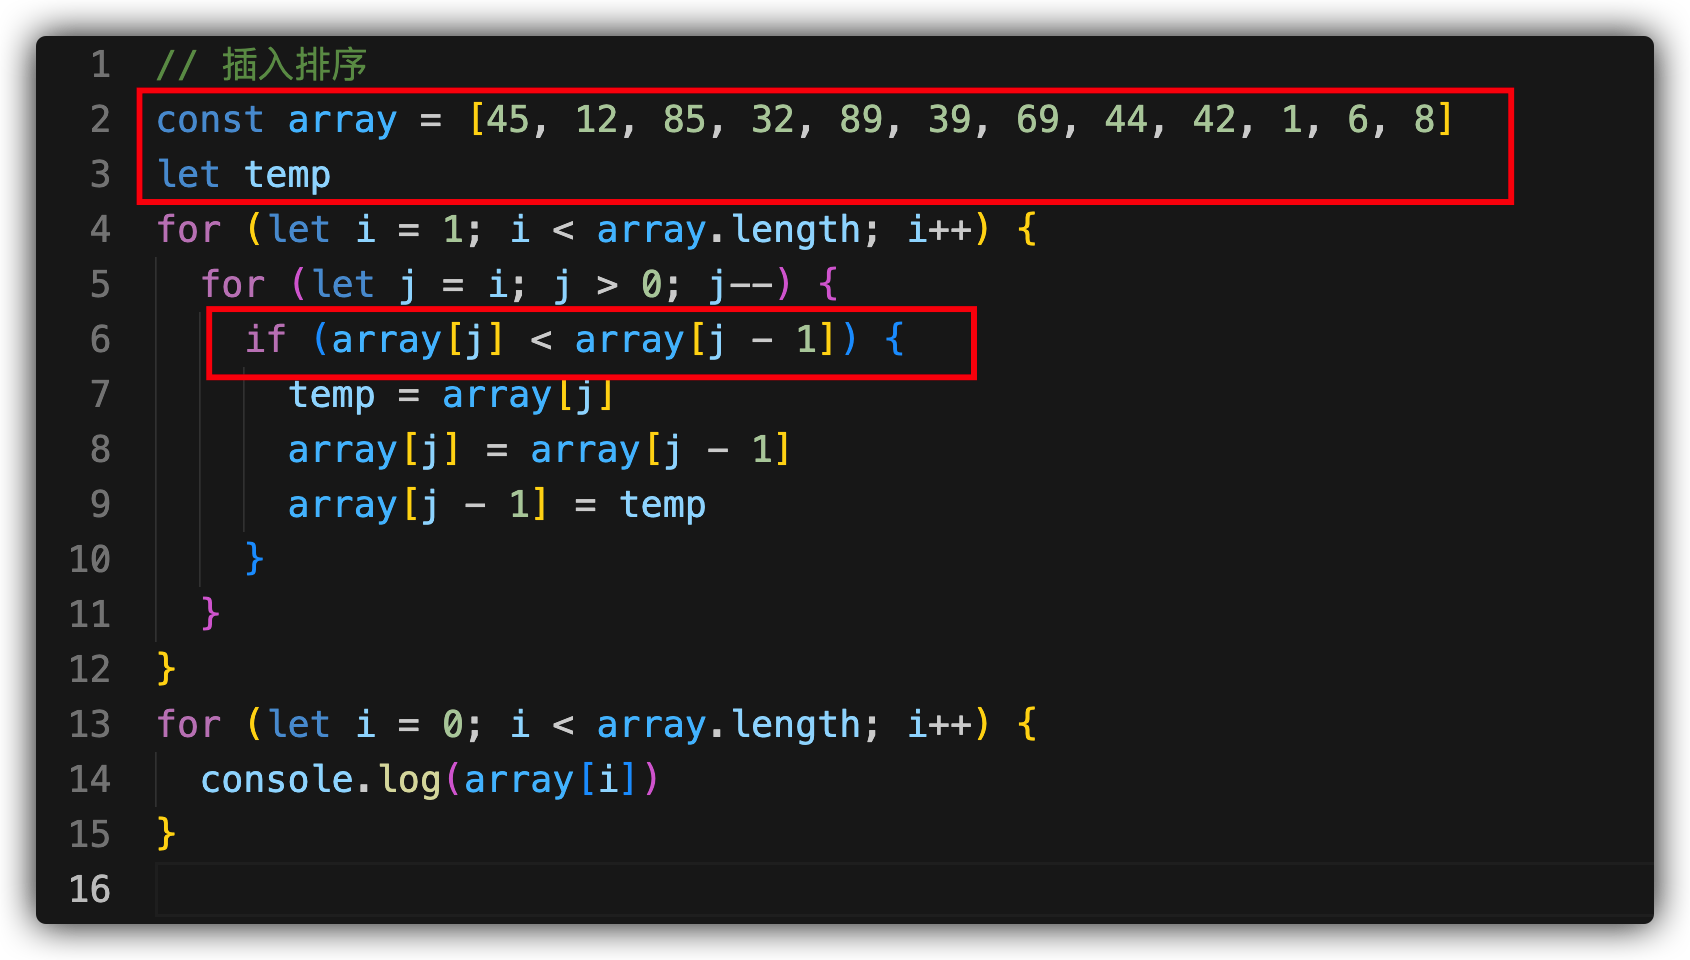 1 // 插入排序
2 const array = [45, 12, 85, 32, 89, 39, 69, 44, 42, 1, 6, 8]
3 let temp
4 for (let i = 1; i < array.length; i++) {
5 for (let j = i; j > 0; j--) {
6 if (array[j] < array[j - 1]) {
7 temp = array[j]
8 array[j] = array[j - 1]
9 array[j - 1] = temp
10 }
11 }
12 }
13 for (let i = 0; i < array.length; i++) {
14 console.log(array[i])
15 }
16